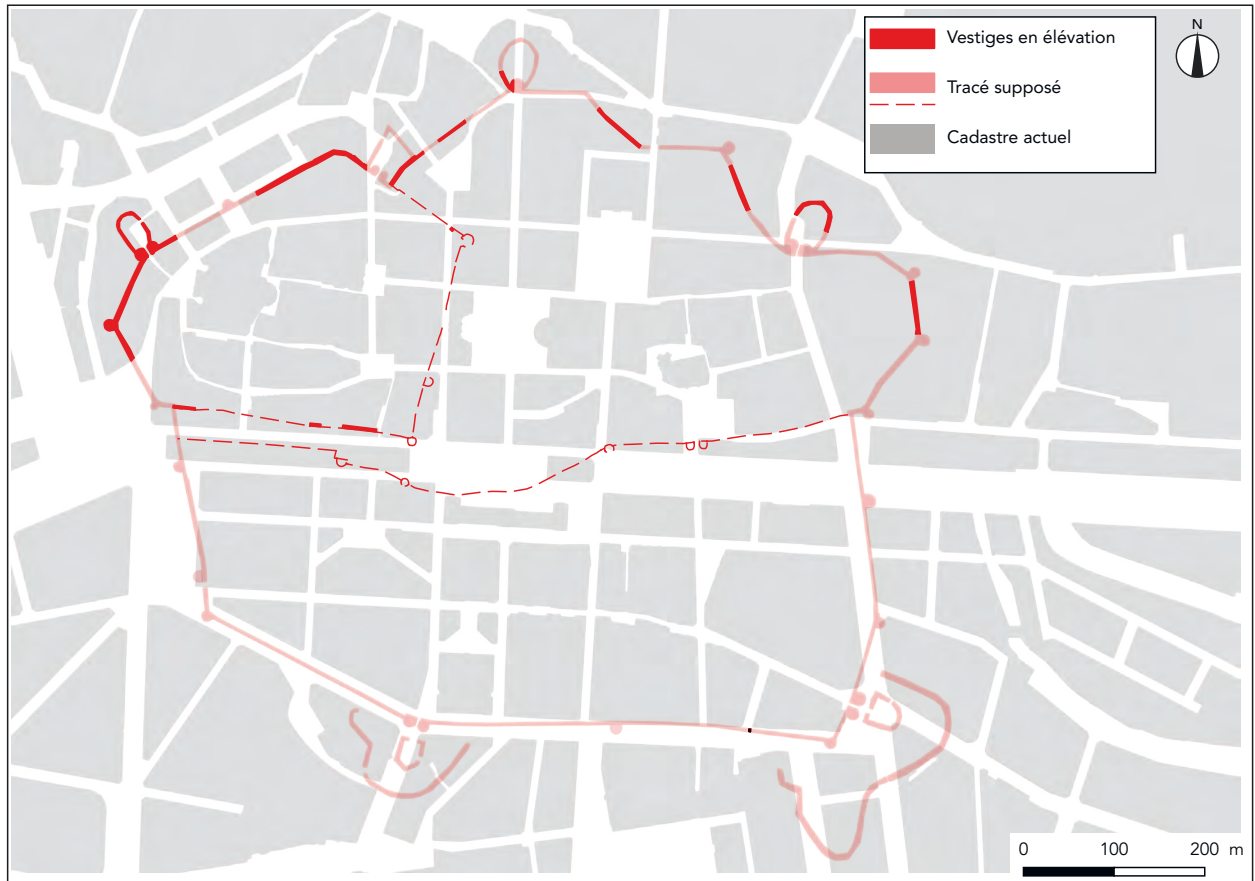 Vestiges en élévation
N
Tracé supposé
Cadastre actuel
0 100 200 m